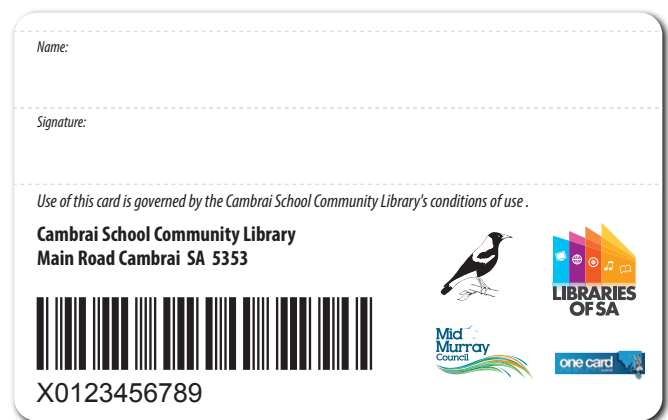 Name:
Signature:
Use of this card is governed by the Cambrai School Community Library's conditions of use .
Cambrai School Community Library
Main Road Cambrai SA 5353
X0123456789
LIBRARIES
OF SA
Mid
Murray
Council
one card